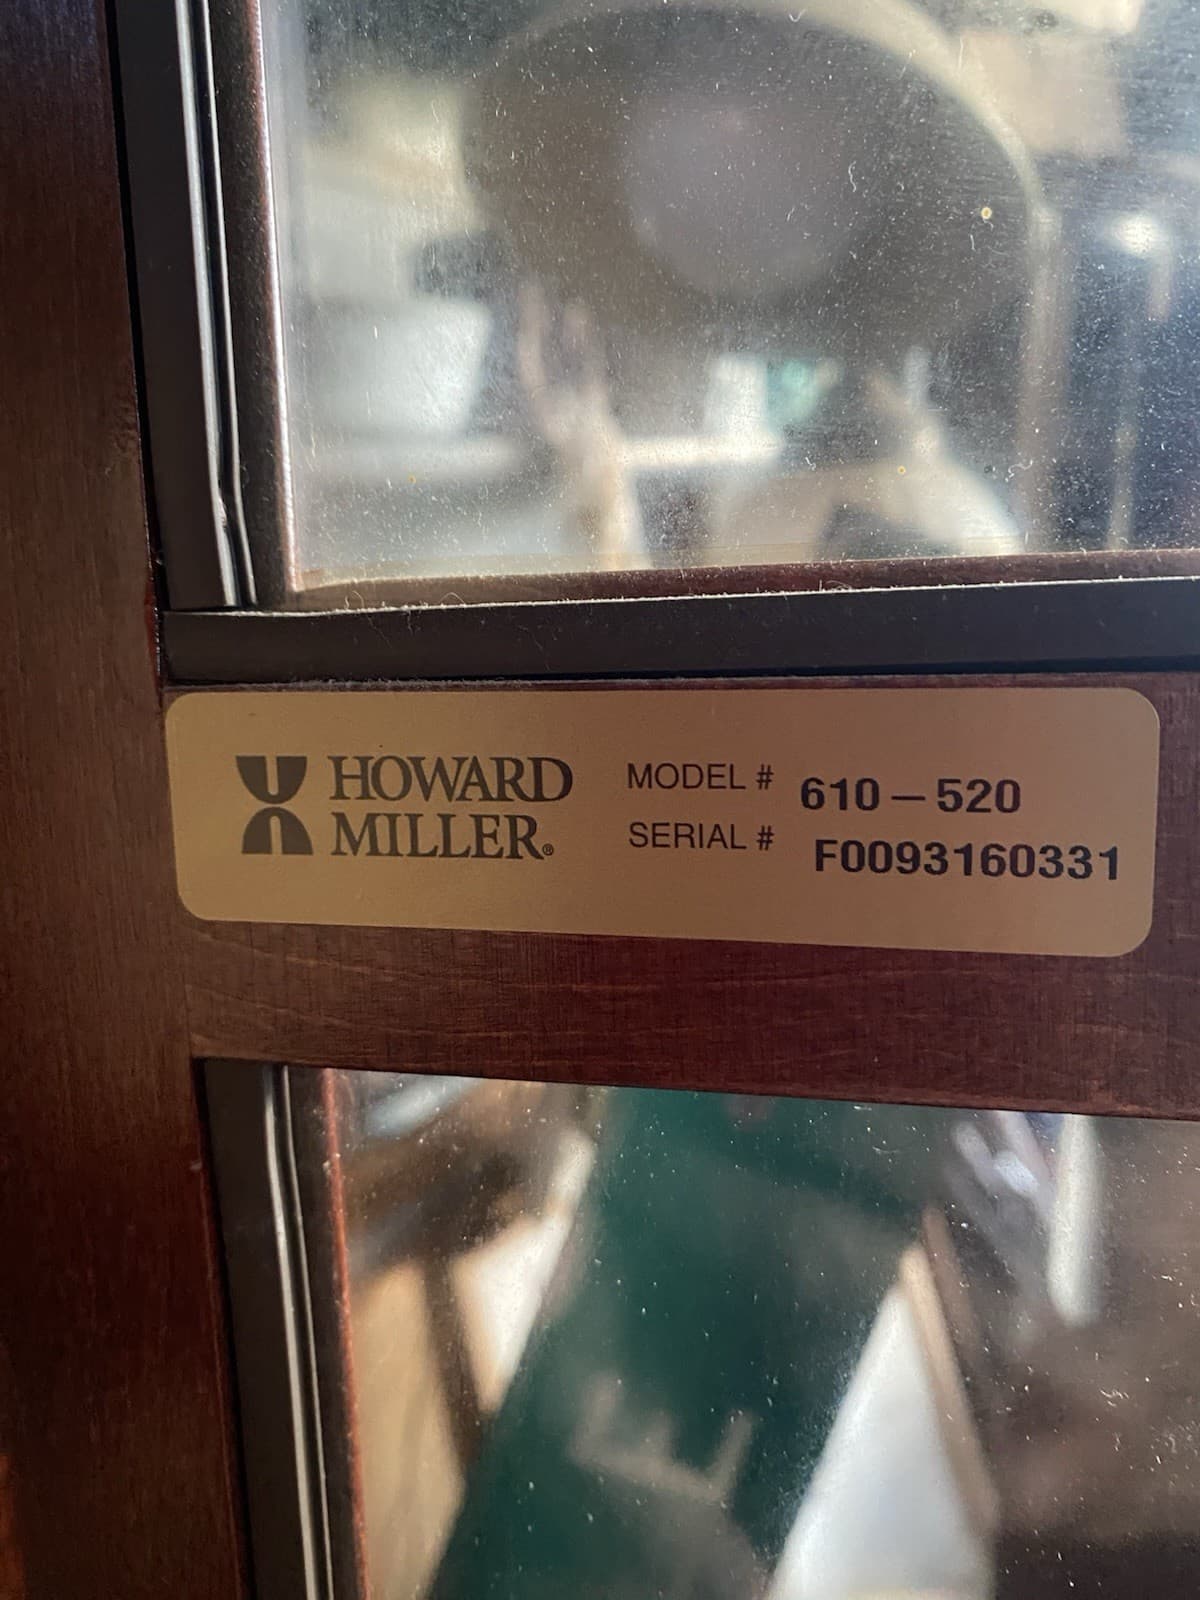 HOWARD
MILLER®
MODEL # 610-520
SERIAL # F0093160331